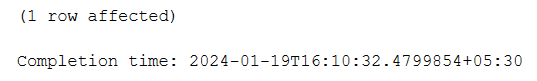 (1 row affected)
Completion time: 2024-01-19T16:10:32.4799854+05:30